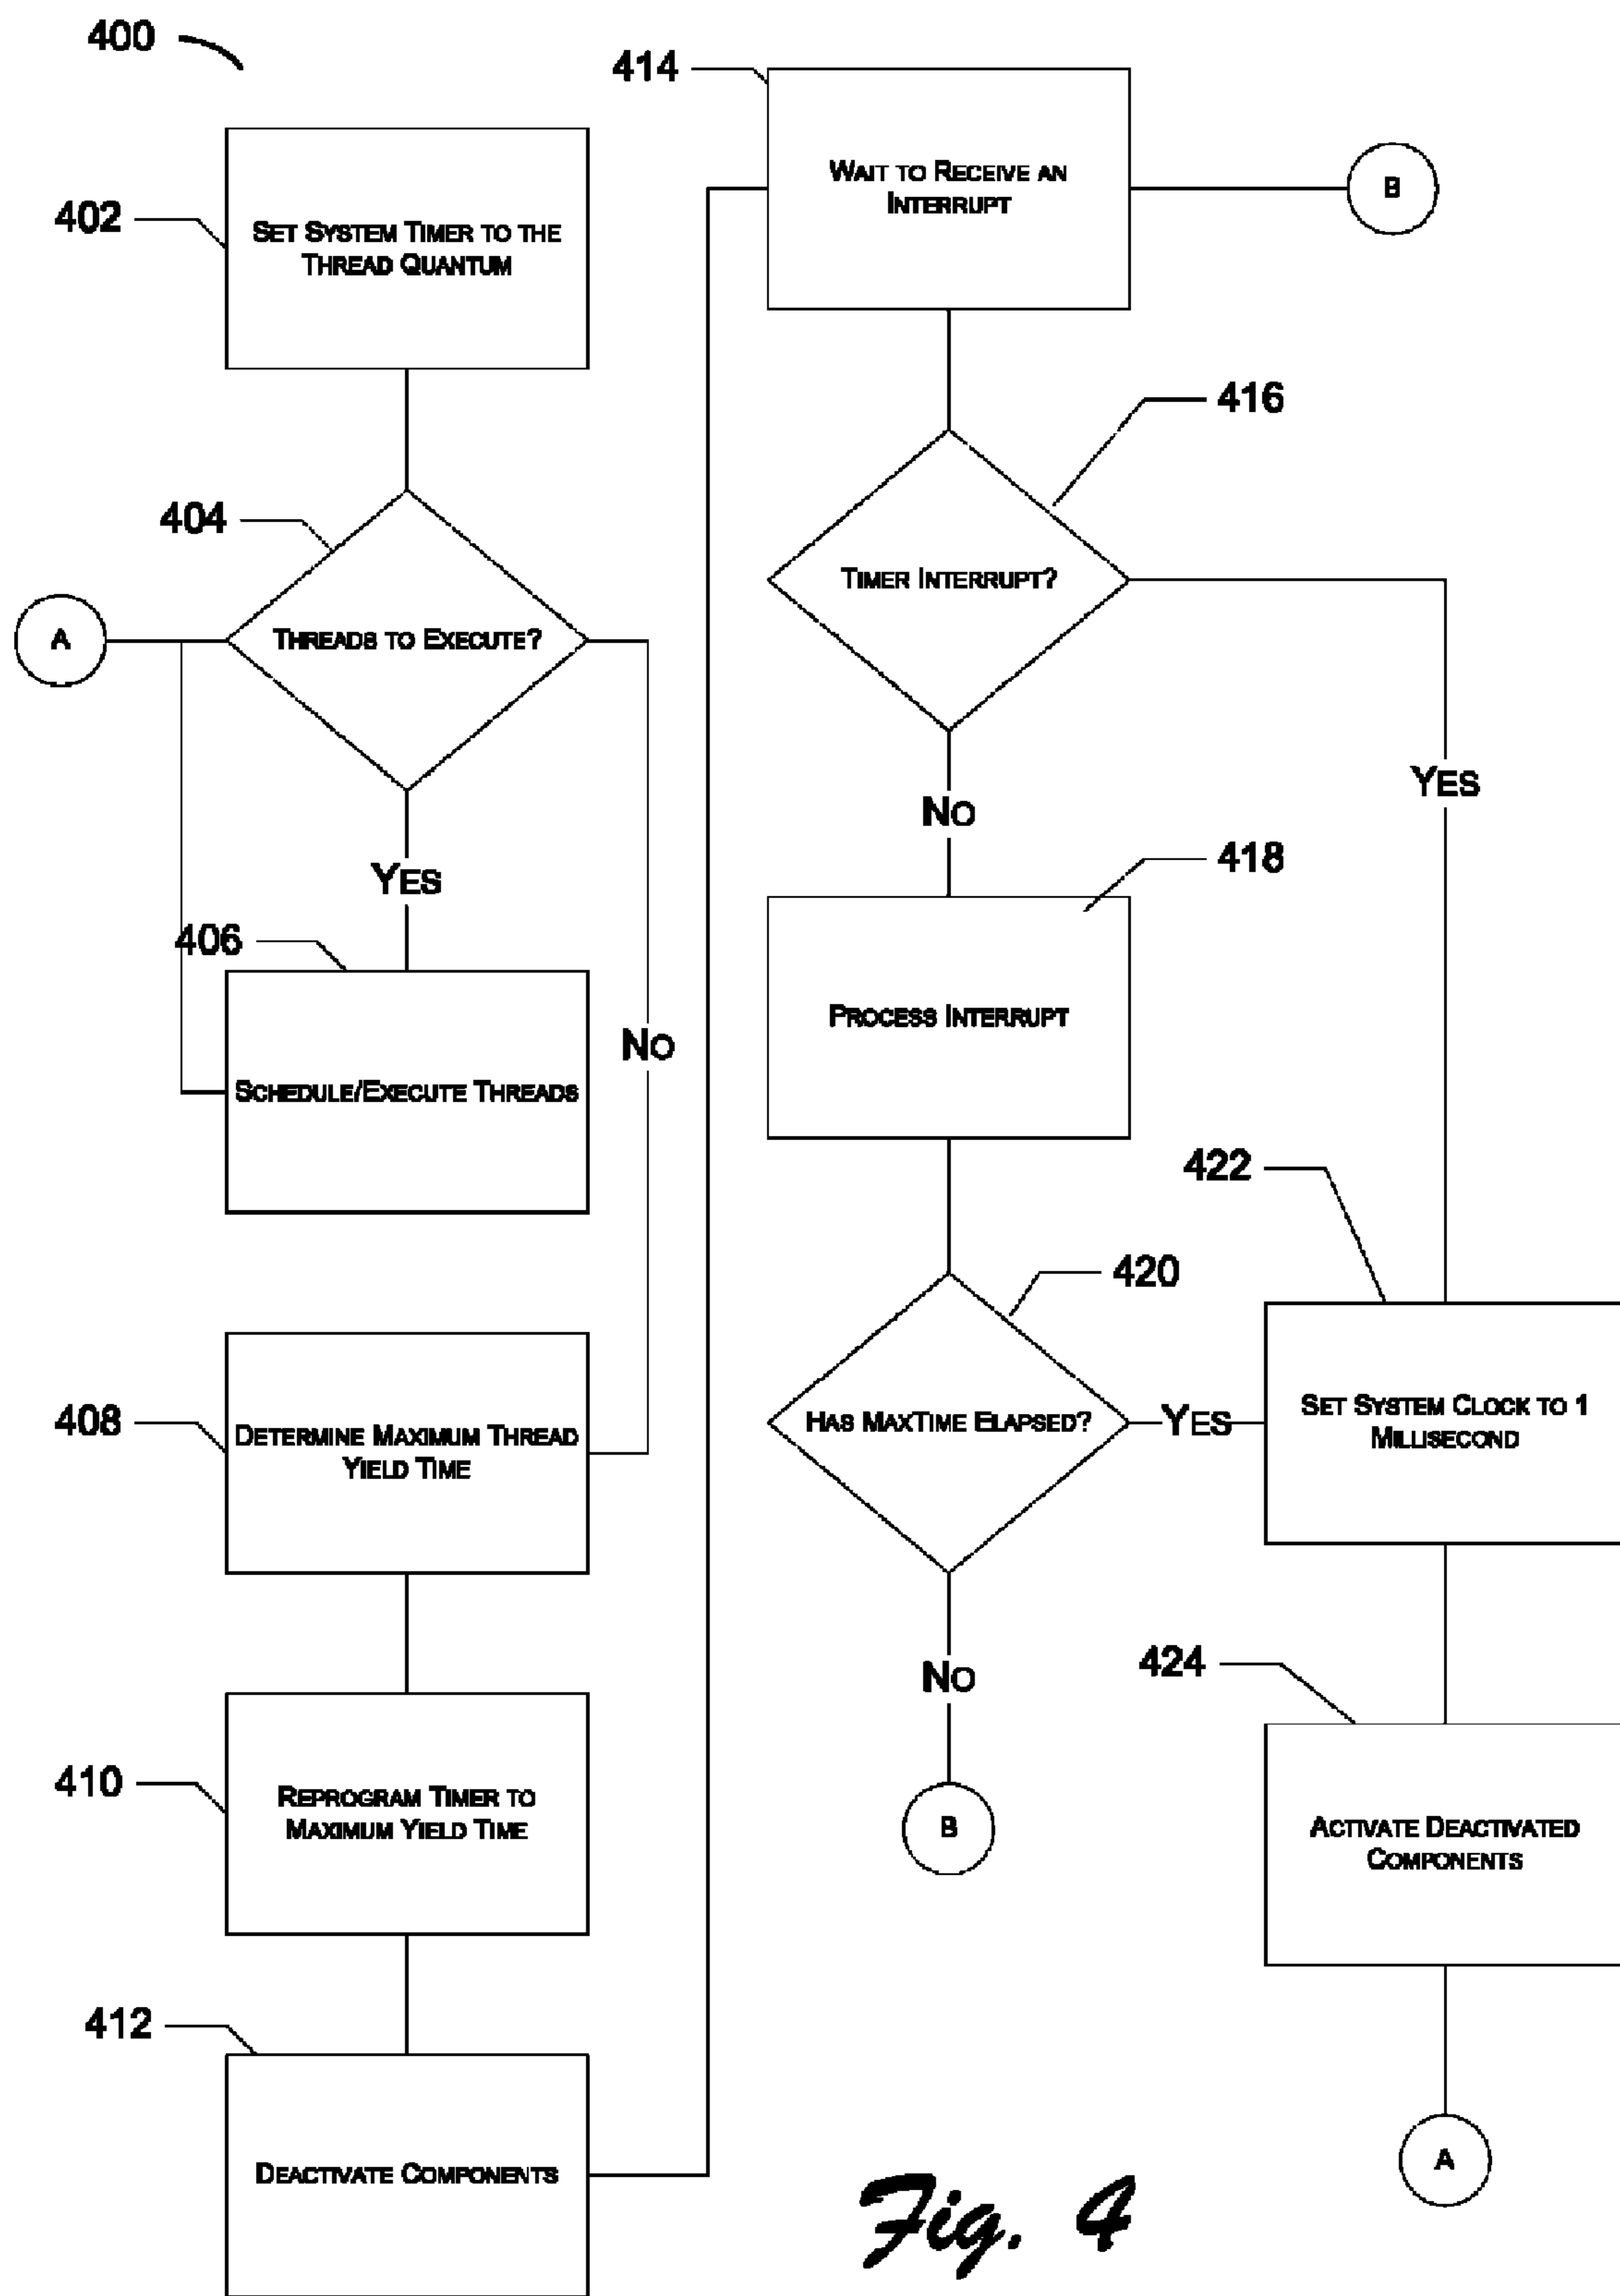 400
402
SET SYSTEM TIMER TO THE
THREAD QUANTUM
404
A
THREADS TO EXECUTE?
YES
406
NO
SCHEDULE/EXECUTE THREADS
408
DETERMINE MAXIMUM THREAD
YIELD TIME
410
REPROGRAM TIMER TO
MAXIMUM YIELD TIME
412
DEACTIVATE COMPONENTS
414
WAIT TO RECEIVE AN
INTERRUPT
B
416
TIMER INTERRUPT?
YES
NO
418
PROCESS INTERRUPT
420
HAS MAXTIME ELAPSED?
YES
NO
B
422
SET SYSTEM CLOCK TO 1
MILLISECOND
424
ACTIVATE DEACTIVATED
COMPONENTS
A
Fig. 4